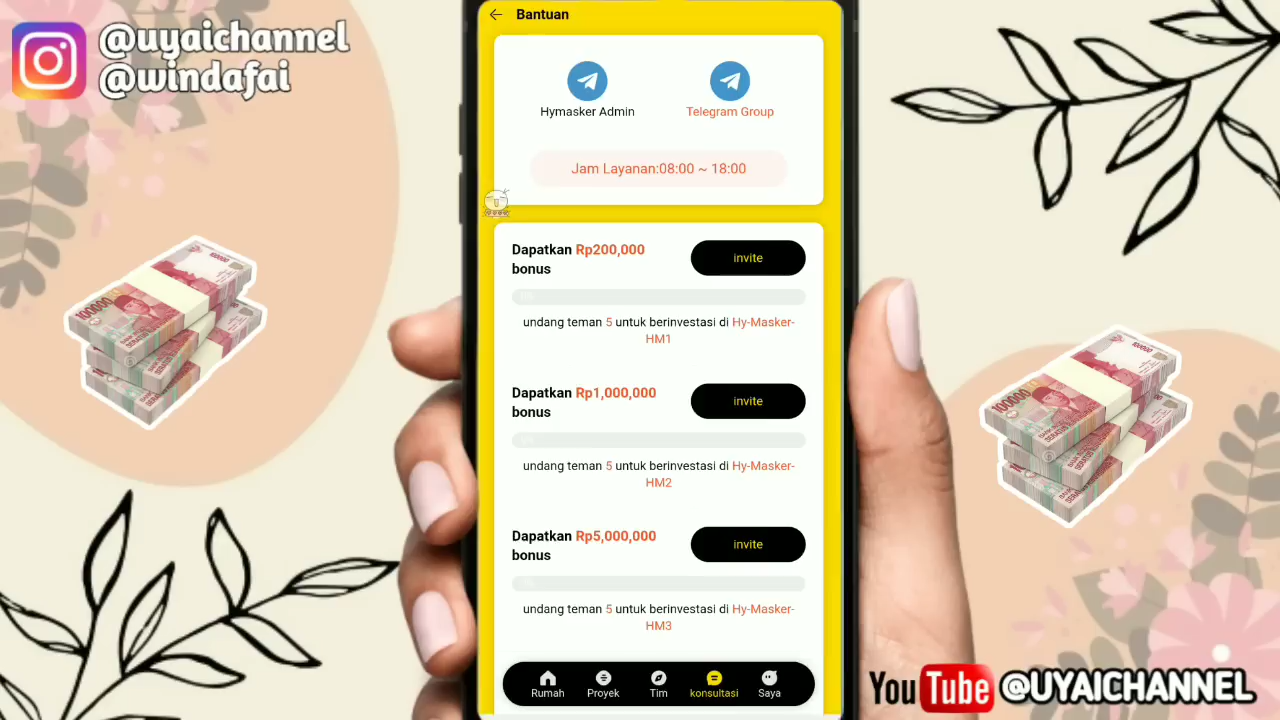 @uyaichannel
@windafai
Bantuan
Hymasker Admin
Telegram Group
Jam Layanan:08:00 ~ 18:00
Dapatkan Rp200,000
bonus
invite
undang teman 5 untuk berinvestasi di Hy-Masker-
HM1
Dapatkan Rp1,000,000
bonus
invite
undang teman 5 untuk berinvestasi di Hy-Masker-
HM2
Dapatkan Rp5,000,000
bonus
invite
undang teman 5 untuk berinvestasi di Hy-Masker-
HM3
Rumah
Proyek
Tim
konsultasi
Saya
100000
100000
YouTube @UYAICHANNEL